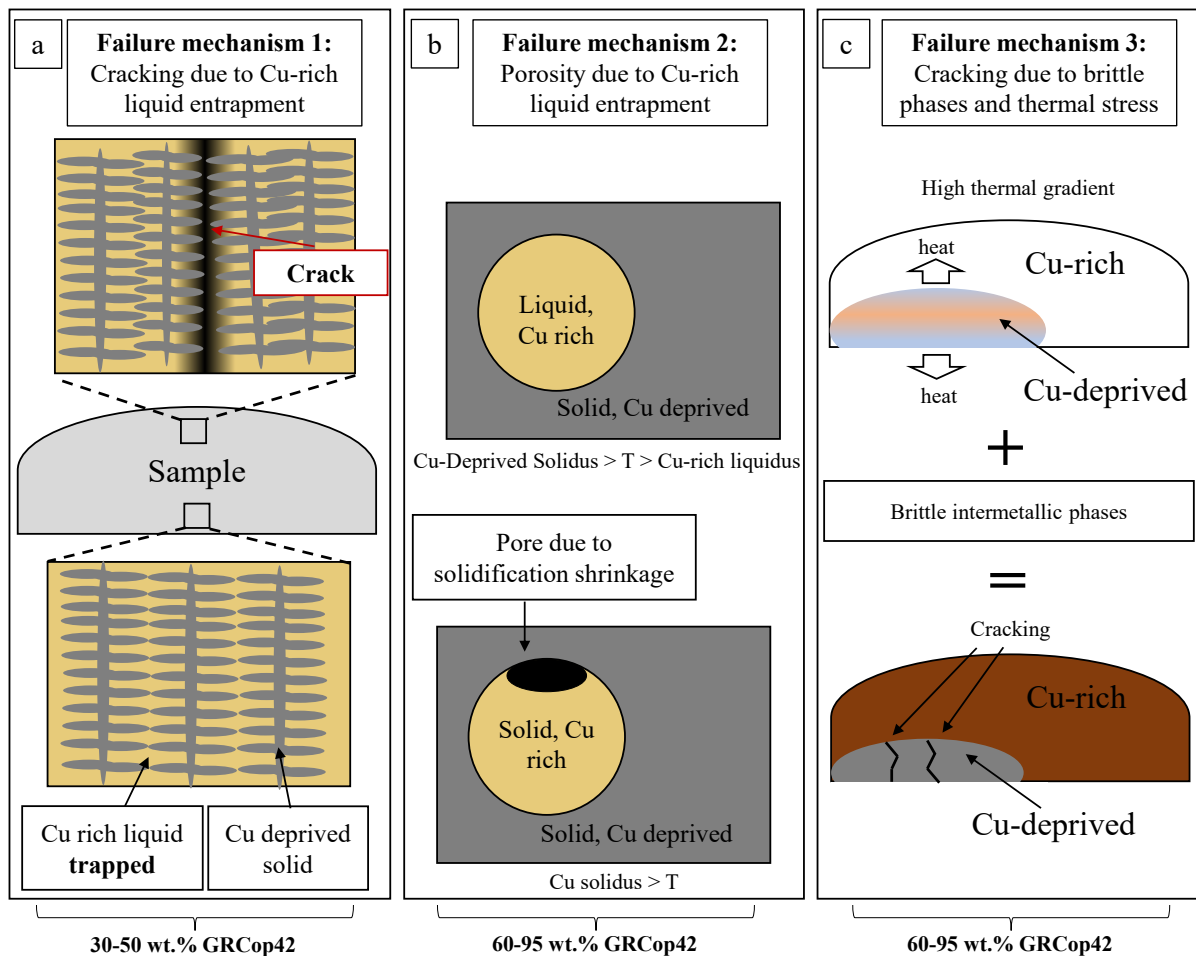 a
Failure mechanism 1:
Cracking due to Cu-rich
liquid entrapment
Crack
Sample
Cu rich liquid
trapped
Cu deprived
solid
30-50 wt.% GRCop42
b
Failure mechanism 2:
Porosity due to Cu-rich
liquid entrapment
Liquid,
Cu rich
Solid, Cu deprived
Cu-Deprived Solidus > T > Cu-rich liquidus
Pore due to
solidification shrinkage
Solid, Cu
rich
Solid, Cu deprived
Cu solidus > T
60-95 wt.% GRCop42
c
Failure mechanism 3:
Cracking due to brittle
phases and thermal stress
High thermal gradient
heat
Cu-rich
heat
Cu-deprived
+
Brittle intermetallic phases
=
Cracking
Cu-rich
Cu-deprived
60-95 wt.% GRCop42